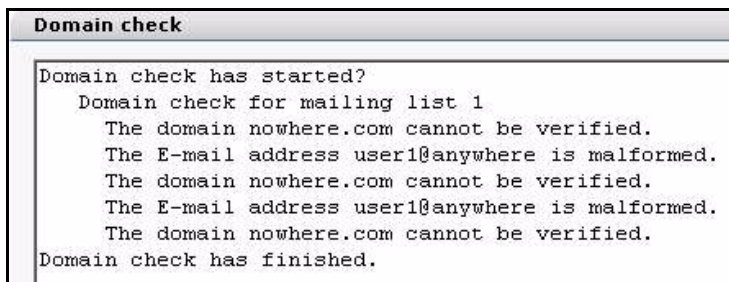 Domain check
Domain check has started?
Domain check for mailing list 1
The domain nowhere.com cannot be verified.
The E-mail address user1@anywhere is malformed.
The domain nowhere.com cannot be verified.
The E-mail address user1@anywhere is malformed.
The domain nowhere.com cannot be verified.
Domain check has finished.